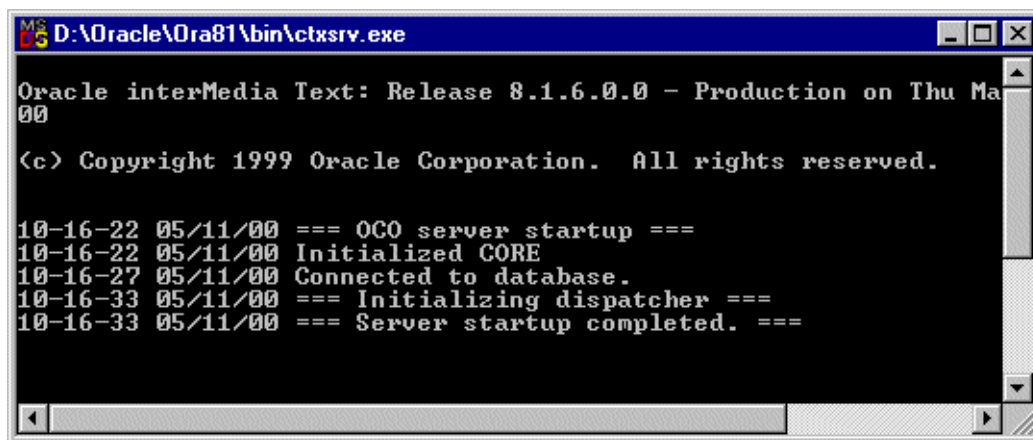 D:\Oracle\Ora81\bin\ctxsrv.exe
Oracle interMedia Text: Release 8.1.6.0.0 - Production on Thu Ma
00
(c) Copyright 1999 Oracle Corporation.  All rights reserved.
10-16-22 05/11/00 === OCO server startup ===
10-16-22 05/11/00 Initialized CORE
10-16-27 05/11/00 Connected to database.
10-16-33 05/11/00 === Initializing dispatcher ===
10-16-33 05/11/00 === Server startup completed. ===